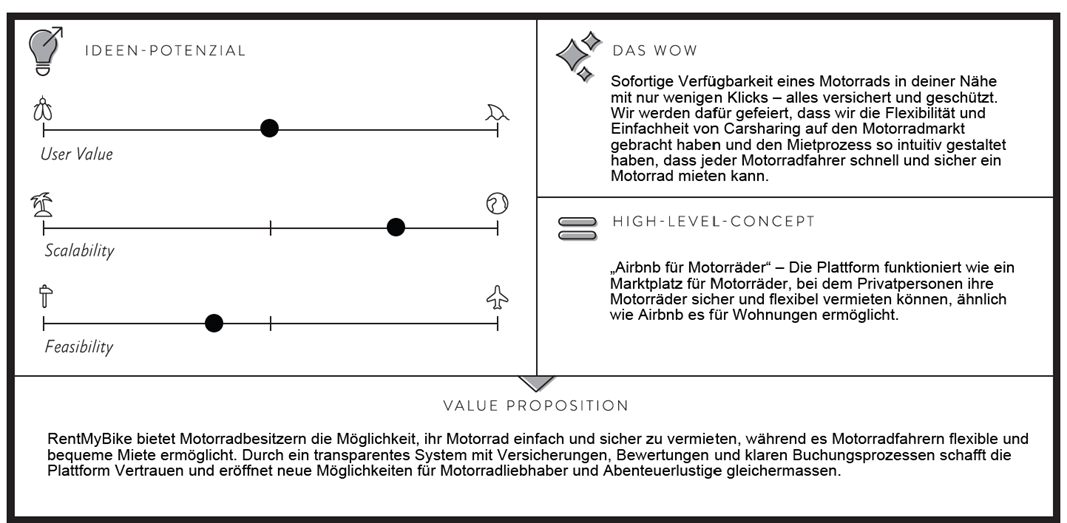 IDEEN-POTENZIAL
User Value
Scalability
Feasibility
DAS WOW
Sofortige Verfügbarkeit eines Motorrads in deiner Nähe
mit nur wenigen Klicks – alles versichert und geschützt.
Wir werden dafür gefeiert, dass wir die Flexibilität und
Einfachheit von Carsharing auf den Motorradmarkt
gebracht haben und den Mietprozess so intuitiv gestaltet
haben, dass jeder Motorradfahrer schnell und sicher ein
Motorrad mieten kann.
HIGH-LEVEL-CONCEPT
„Airbnb für Motorräder“ – Die Plattform funktioniert wie ein
Marktplatz für Motorräder, bei dem Privatpersonen ihre
Motorräder sicher und flexibel vermieten können, ähnlich
wie Airbnb es für Wohnungen ermöglicht.
VALUE PROPOSITION
RentMyBike bietet Motorradbesitzern die Möglichkeit, ihr Motorrad einfach und sicher zu vermieten, während es Motorradfahrern flexible und
bequeme Miete ermöglicht. Durch ein transparentes System mit Versicherungen, Bewertungen und klaren Buchungsprozessen schafft die
Plattform Vertrauen und eröffnet neue Möglichkeiten für Motorradliebhaber und Abenteuerlustige gleichermassen.